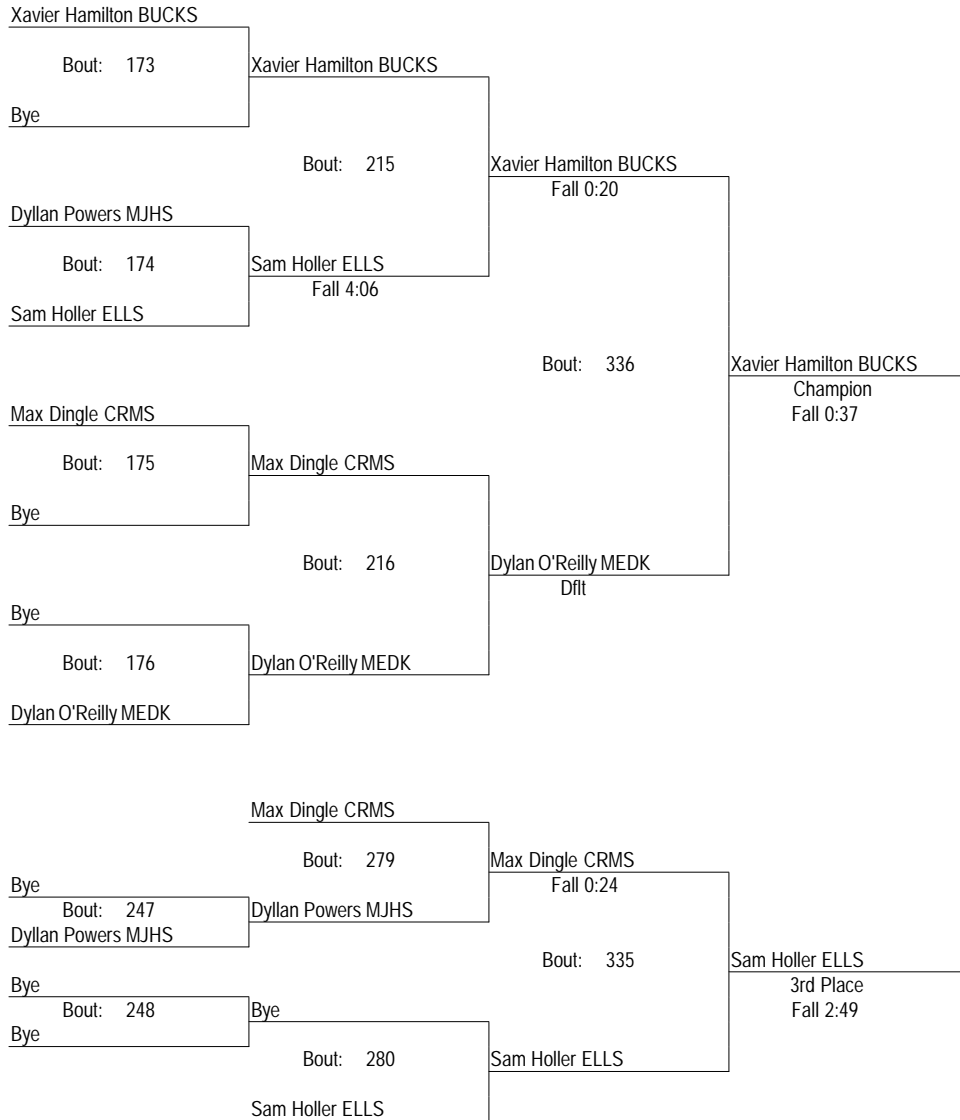 Xavier Hamilton BUCKS
Bout: 173 Xavier Hamilton BUCKS
Bye
Bout: 215 Xavier Hamilton BUCKS
Fall 0:20
Dyllan Powers MJHS
Bout: 174 Sam Holler ELLS
Fall 4:06
Sam Holler ELLS
Bout: 336 Xavier Hamilton BUCKS
Champion
Fall 0:37
Max Dingle CRMS
Bout: 175 Max Dingle CRMS
Bye
Bout: 216 Dylan O'Reilly MEDK
Dflt
Bye
Bout: 176 Dylan O'Reilly MEDK
Dylan O'Reilly MEDK
Max Dingle CRMS
Bout: 279 Max Dingle CRMS
Fall 0:24
Bye
Bout: 247 Dyllan Powers MJHS
Dyllan Powers MJHS
Bout: 335 Sam Holler ELLS
3rd Place
Fall 2:49
Bye
Bout: 248 Bye
Bye
Bout: 280 Sam Holler ELLS
Sam Holler ELLS